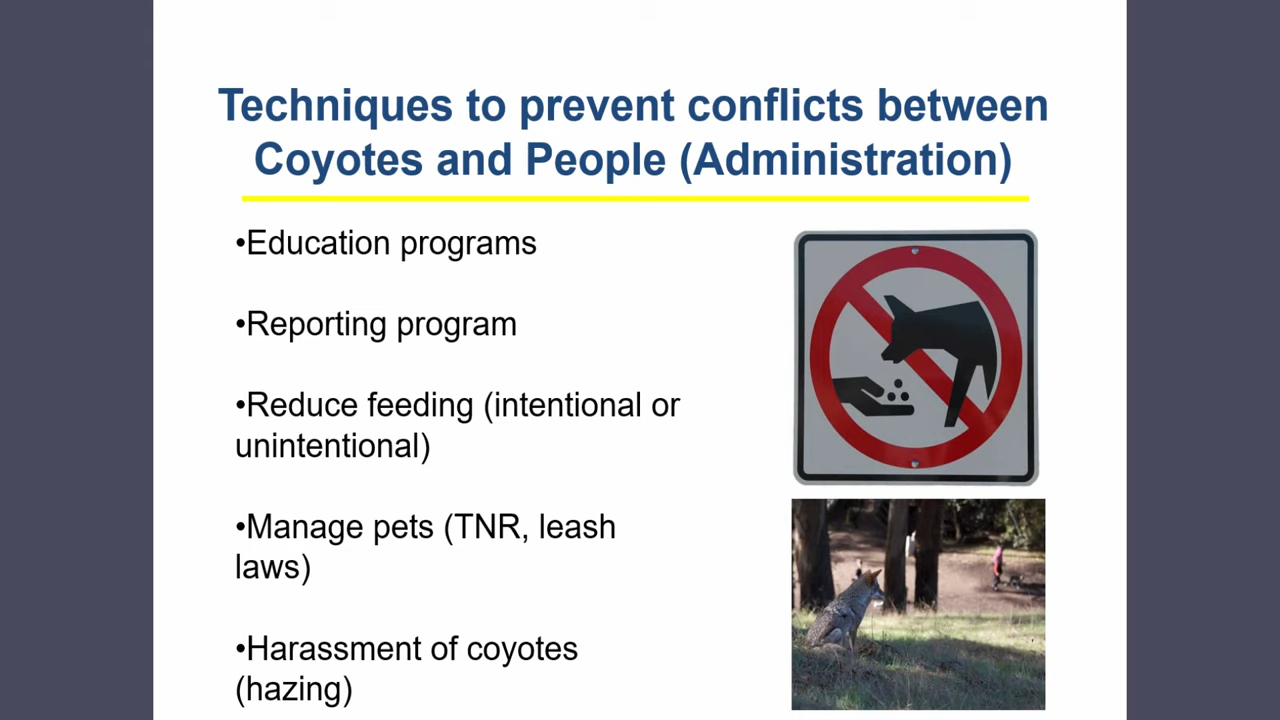 Techniques to prevent conflicts between
Coyotes and People (Administration)
•Education programs
•Reporting program
•Reduce feeding (intentional or
unintentional)
•Manage pets (TNR, leash
laws)
•Harassment of coyotes
(hazing)